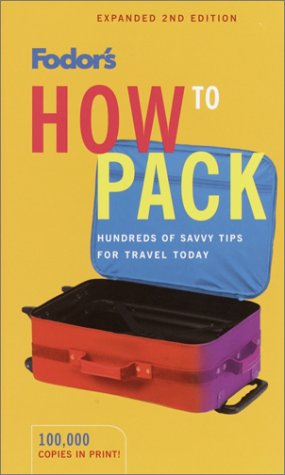 EXPANDED 2ND EDITION
Fodor's
HOW TO
PACK
HUNDREDS OF SAVVY TIPS
FOR TRAVEL TODAY
100,000
COPIES IN PRINT!